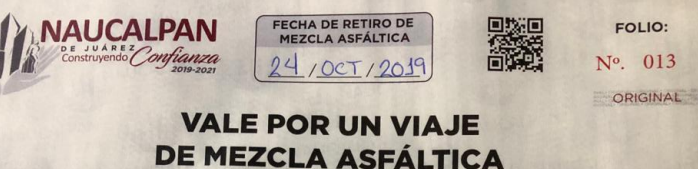 NAUCALPAN
DE JUÁREZ
Construyendo Confianza
2019-2021
FECHA DE RETIRO DE
MEZCLA ASFÁLTICA
24 / OCT / 2019
FOLIO:
Nº. 013
ORIGINAL
VALE POR UN VIAJE
DE MEZCLA ASFÁLTICA